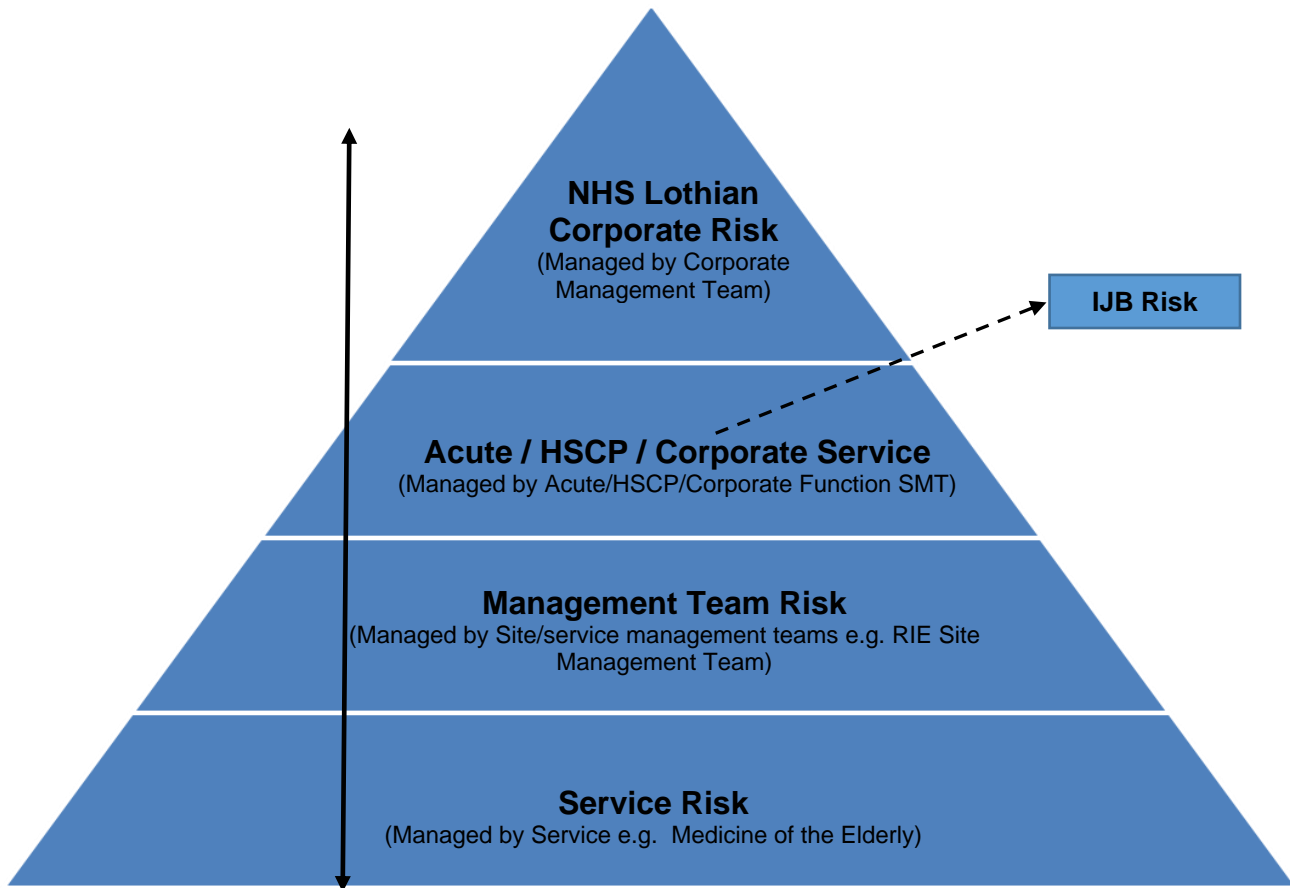 NHS Lothian
Corporate Risk
(Managed by Corporate
Management Team)
IJB Risk
Acute / HSCP / Corporate Service
(Managed by Acute/HSCP/Corporate Function SMT)
Management Team Risk
(Managed by Site/service management teams e.g. RIE Site
Management Team)
Service Risk
(Managed by Service e.g.  Medicine of the Elderly)